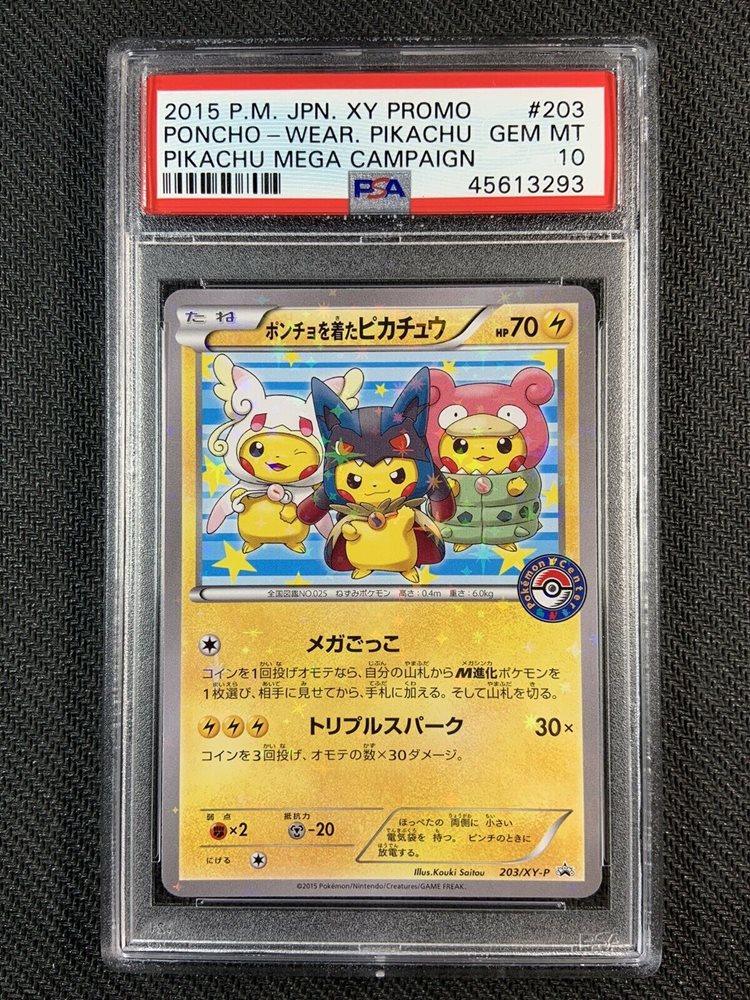 2015 P.M. JPN. XY PROMO #203
PONCHO-WEAR. PIKACHU GEM MT
PIKACHU MEGA CAMPAIGN 10
PSA 45613293
たね ポンチョを着たピカチュウ HP70
Pokémon Center
全国図鑑NO.025 ねずみポケモン 高さ:0.4m 重さ:6.0kg
メガごっこ
コインを1回投げオモテなら、自分の山札からM進化ポケモンを
1枚選び、相手に見せてから、手札に加える。そして山札を切る。
トリプルスパーク 30×
コインを3回投げ、オモテの数×30ダメージ。
弱点 抵抗力
×2 -20
にげる
ほっぺたの 両側に 小さい
電気袋を 持つ。 ピンチのときに
放電する。
Illus.Kouki Saitou 203/XY-P
©2015 Pokémon/Nintendo/Creatures/GAME FREAK.